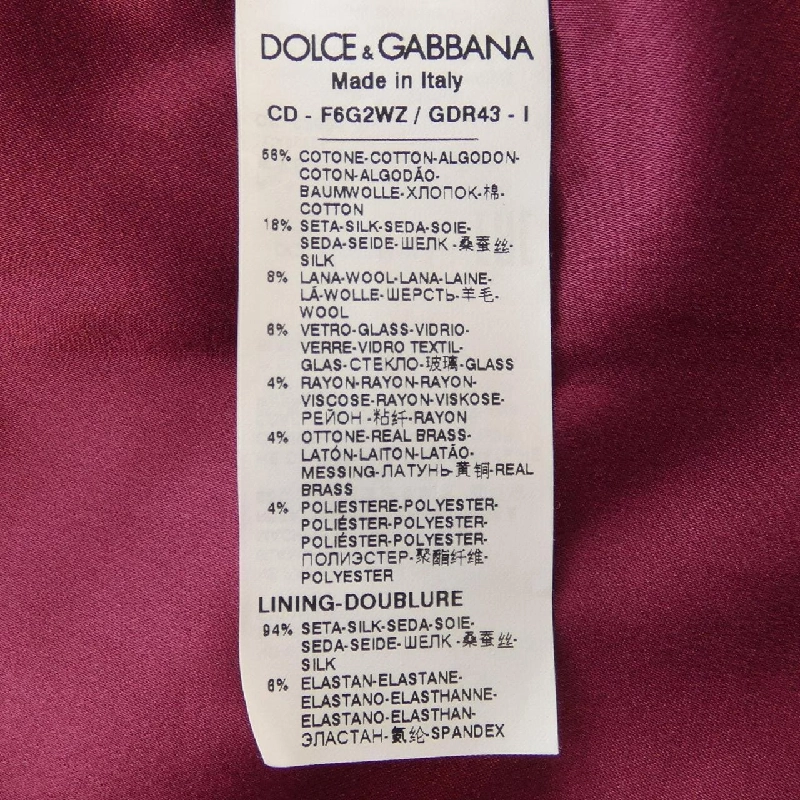 DOLCE & GABBANA
Made in Italy
CD - F6G2WZ / GDR43 - I
56% COTONE-COTTON-ALGODON-
COTON-ALGODÃO-
BAUMWOLLE-ХЛОПОК-棉-
COTTON
18% SETA-SILK-SEDA-SOIE-
SEDA-SEIDE-ШЕЛК-桑蚕丝-
SILK
8% LANA-WOOL-LANA-LAINE-
LÃ-WOLLE-ШЕРСТЬ-羊毛-
WOOL
6% VETRO-GLASS-VIDRIO-
VERRE-VIDRO TEXTIL-
GLAS-СТЕКЛО-玻璃-GLASS
4% RAYON-RAYON-RAYON-
VISCOSE-RAYON-VISKOSE-
РЕЙОН-粘纤-RAYON
4% OTTONE-REAL BRASS-
LATÓN-LAITON-LATÃO-
MESSING-ЛАТУНЬ-黄铜-REAL
BRASS
4% POLIESTERE-POLYESTER-
POLIÉSTER-POLYESTER-
POLIÉSTER-POLYESTER-
ПОЛИЭСТЕР-聚酯纤维-
POLYESTER
LINING-DOUBLURE
94% SETA-SILK-SEDA-SOIE-
SEDA-SEIDE-ШЕЛК-桑蚕丝-
SILK
6% ELASTAN-ELASTANE-
ELASTANO-ELASTHANNE-
ELASTANO-ELASTHAN-
ЭЛАСТАН-氨纶-SPANDEX